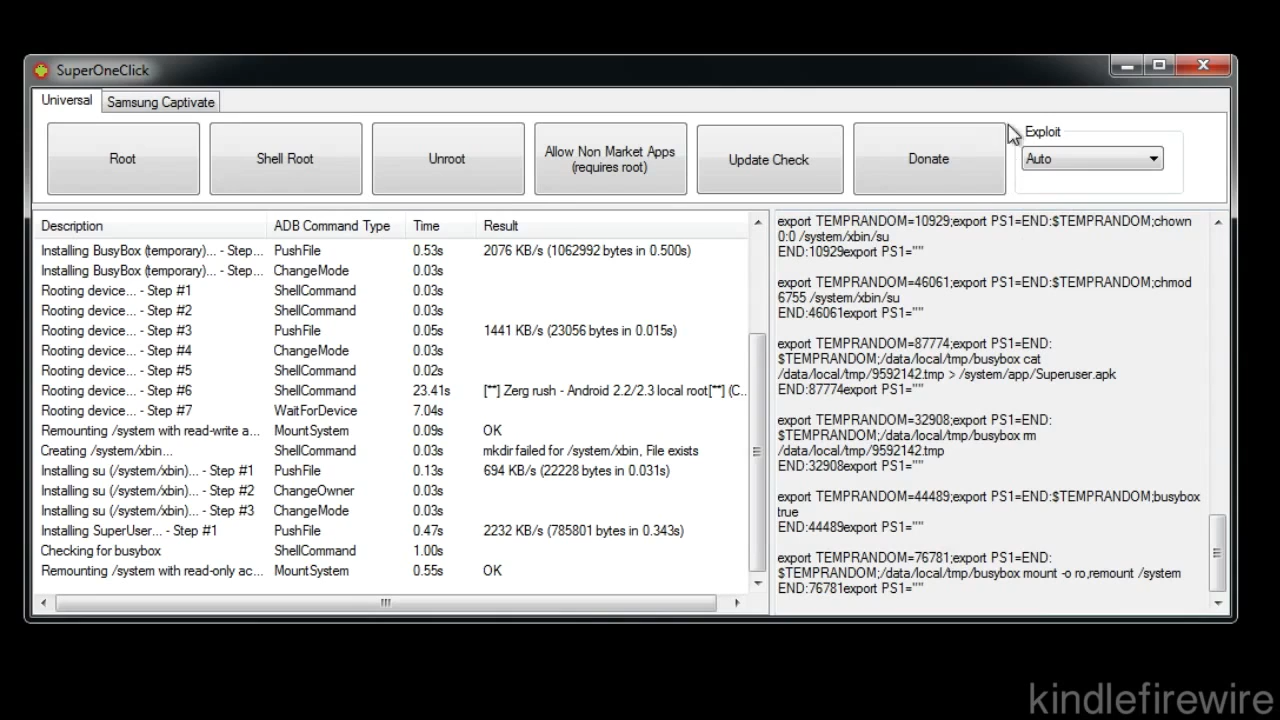 SuperOneClick
Universal
Samsung Captivate
Root
Shell Root
Unroot
Allow Non Market Apps
(requires root)
Update Check
Donate
Exploit
Auto
Description ADB Command Type Time Result
Installing BusyBox (temporary)... - Step... PushFile 0.53s 2076 KB/s (1062992 bytes in 0.500s)
Installing BusyBox (temporary)... - Step... ChangeMode 0.03s
Rooting device... - Step #1 ShellCommand 0.03s
Rooting device... - Step #2 ShellCommand 0.03s
Rooting device... - Step #3 PushFile 0.05s 1441 KB/s (23056 bytes in 0.015s)
Rooting device... - Step #4 ChangeMode 0.03s
Rooting device... - Step #5 ShellCommand 0.02s
Rooting device... - Step #6 ShellCommand 23.41s [**] Zerg rush - Android 2.2/2.3 local root[**] (C...
Rooting device... - Step #7 WaitForDevice 7.04s
Remounting /system with read-write a... MountSystem 0.09s OK
Creating /system/xbin... ShellCommand 0.03s mkdir failed for /system/xbin, File exists
Installing su (/system/xbin)... - Step #1 PushFile 0.13s 694 KB/s (22228 bytes in 0.031s)
Installing su (/system/xbin)... - Step #2 ChangeOwner 0.03s
Installing su (/system/xbin)... - Step #3 ChangeMode 0.03s
Installing SuperUser... - Step #1 PushFile 0.47s 2232 KB/s (785801 bytes in 0.343s)
Checking for busybox ShellCommand 1.00s
Remounting /system with read-only ac... MountSystem 0.55s OK
export TEMPRANDOM=10929;export PS1=END:$TEMPRANDOM;chown
0:0 /system/xbin/su
END:10929export PS1=""
export TEMPRANDOM=46061;export PS1=END:$TEMPRANDOM;chmod
6755 /system/xbin/su
END:46061export PS1=""
export TEMPRANDOM=87774;export PS1=END:
$TEMPRANDOM;/data/local/tmp/busybox cat
/data/local/tmp/9592142.tmp > /system/app/Superuser.apk
END:87774export PS1=""
export TEMPRANDOM=32908;export PS1=END:
$TEMPRANDOM;/data/local/tmp/busybox rm
/data/local/tmp/9592142.tmp
END:32908export PS1=""
export TEMPRANDOM=44489;export PS1=END:$TEMPRANDOM;busybox
true
END:44489export PS1=""
export TEMPRANDOM=76781;export PS1=END:
$TEMPRANDOM;/data/local/tmp/busybox mount -o ro,remount /system
END:76781export PS1=""
kindlefirewire